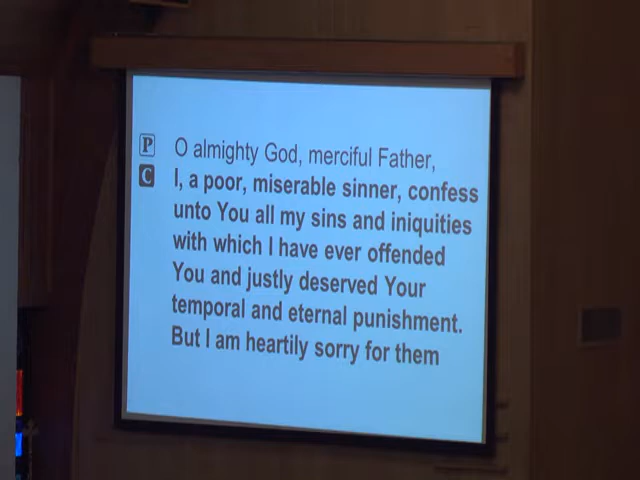 P O almighty God, merciful Father,
C I, a poor, miserable sinner, confess
unto You all my sins and iniquities
with which I have ever offended
You and justly deserved Your
temporal and eternal punishment.
But I am heartily sorry for them